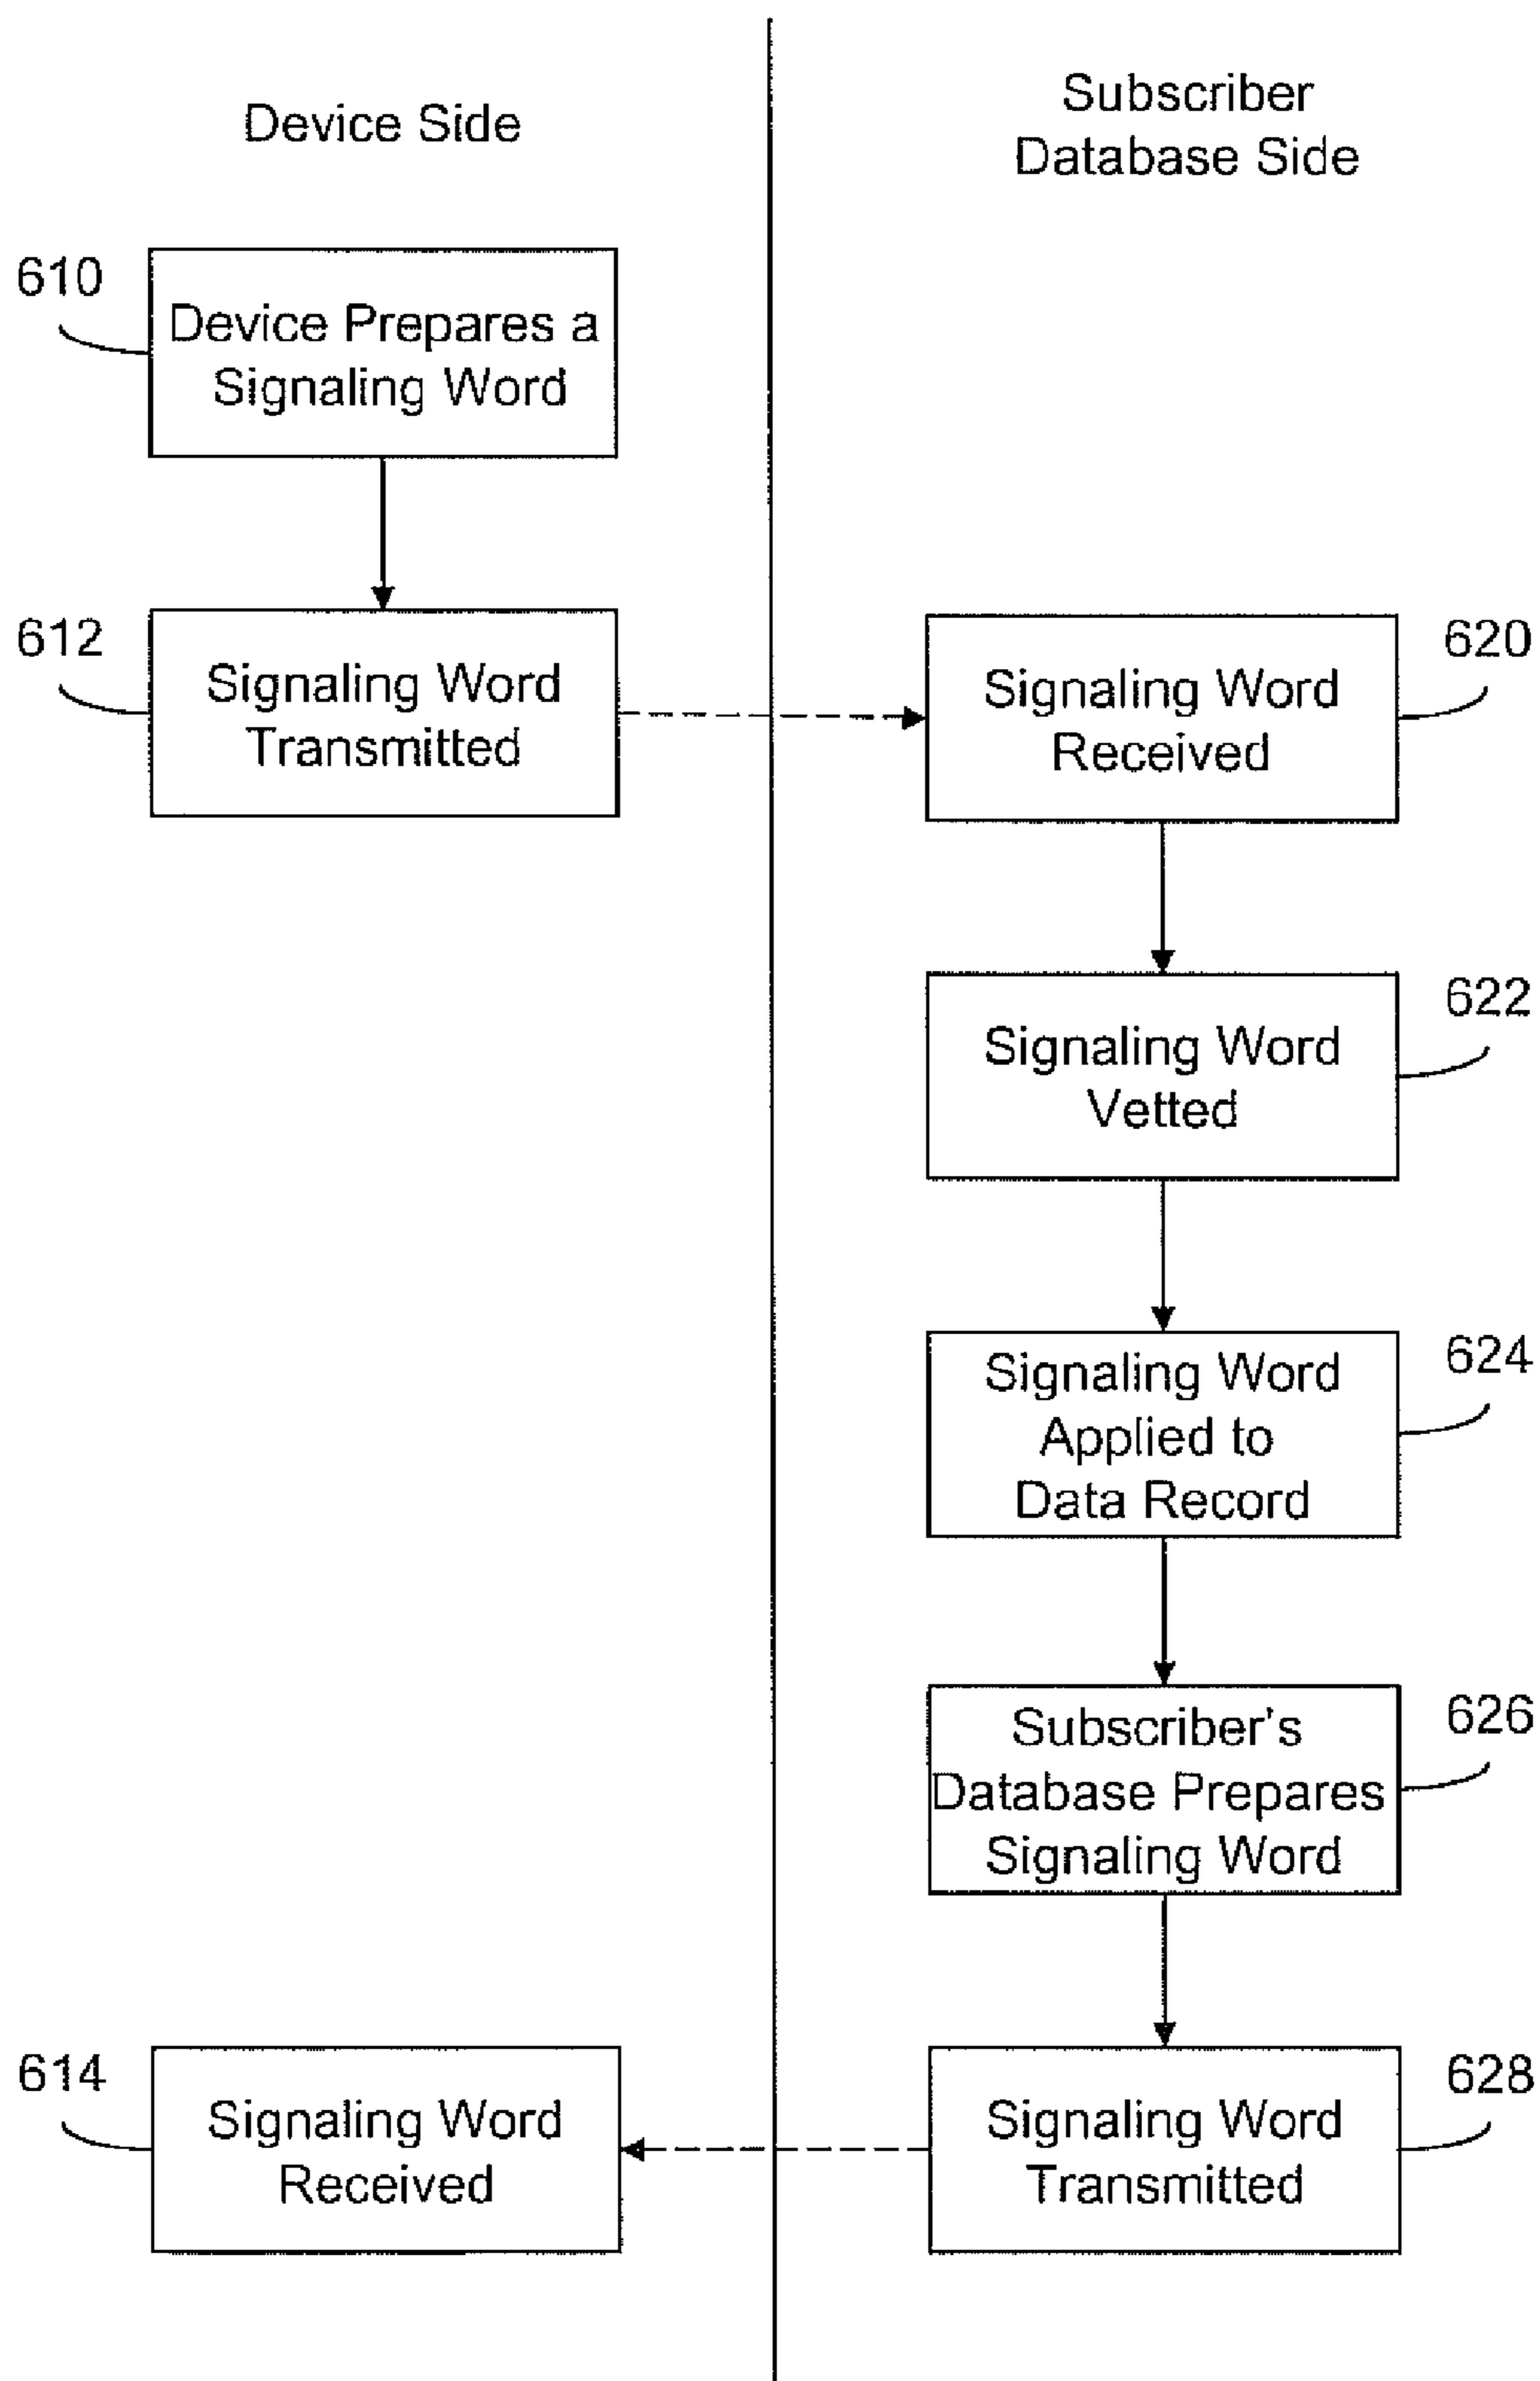 Device Side
Subscriber
Database Side
610
Device Prepares a
Signaling Word
612
Signaling Word
Transmitted
620
Signaling Word
Received
622
Signaling Word
Vetted
624
Signaling Word
Applied to
Data Record
626
Subscriber's
Database Prepares
Signaling Word
628
Signaling Word
Transmitted
614
Signaling Word
Received